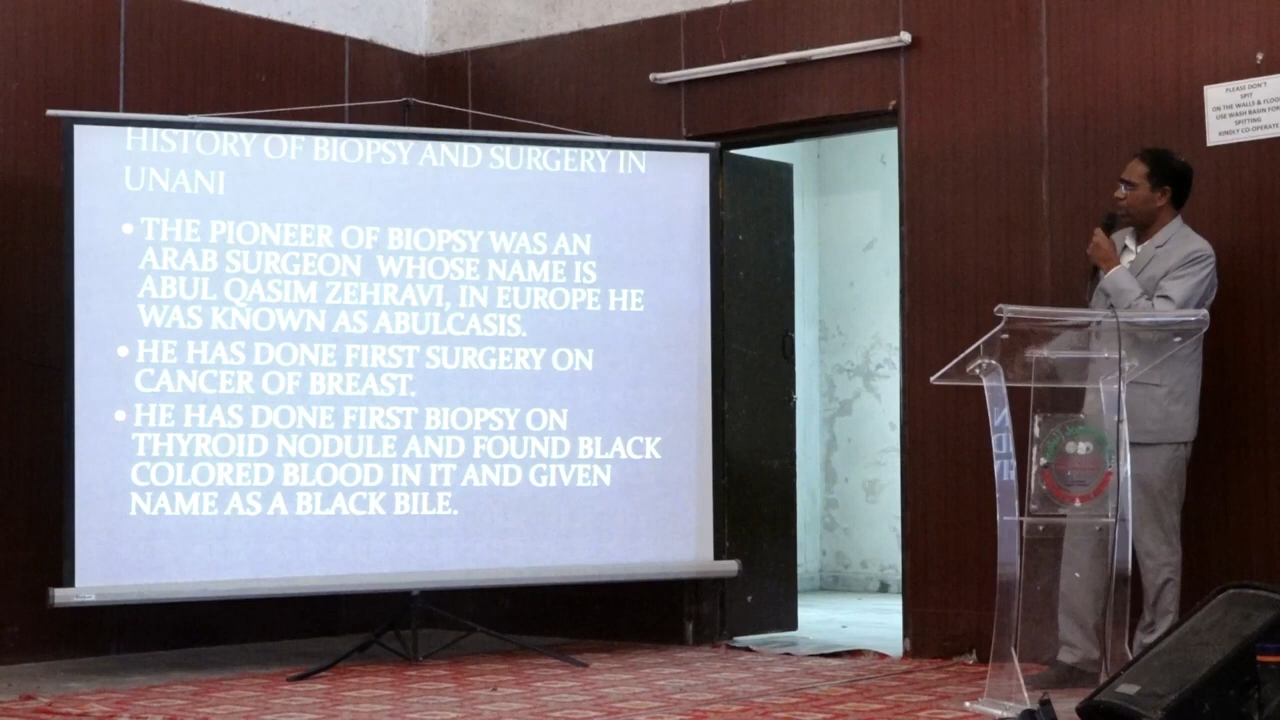 HISTORY OF BIOPSY AND SURGERY IN
UNANI
• THE PIONEER OF BIOPSY WAS AN
ARAB SURGEON WHOSE NAME IS
ABUL QASIM ZEHRAVI, IN EUROPE HE
WAS KNOWN AS ABULCASIS.
• HE HAS DONE FIRST SURGERY ON
CANCER OF BREAST.
• HE HAS DONE FIRST BIOPSY ON
THYROID NODULE AND FOUND BLACK
COLORED BLOOD IN IT AND GIVEN
NAME AS A BLACK BILE.
PLEASE DON'T
SPIT
ON THE WALLS & FLOO
USE WASH BASIN FOR
SPITTING
KINDLY CO-OPERATE